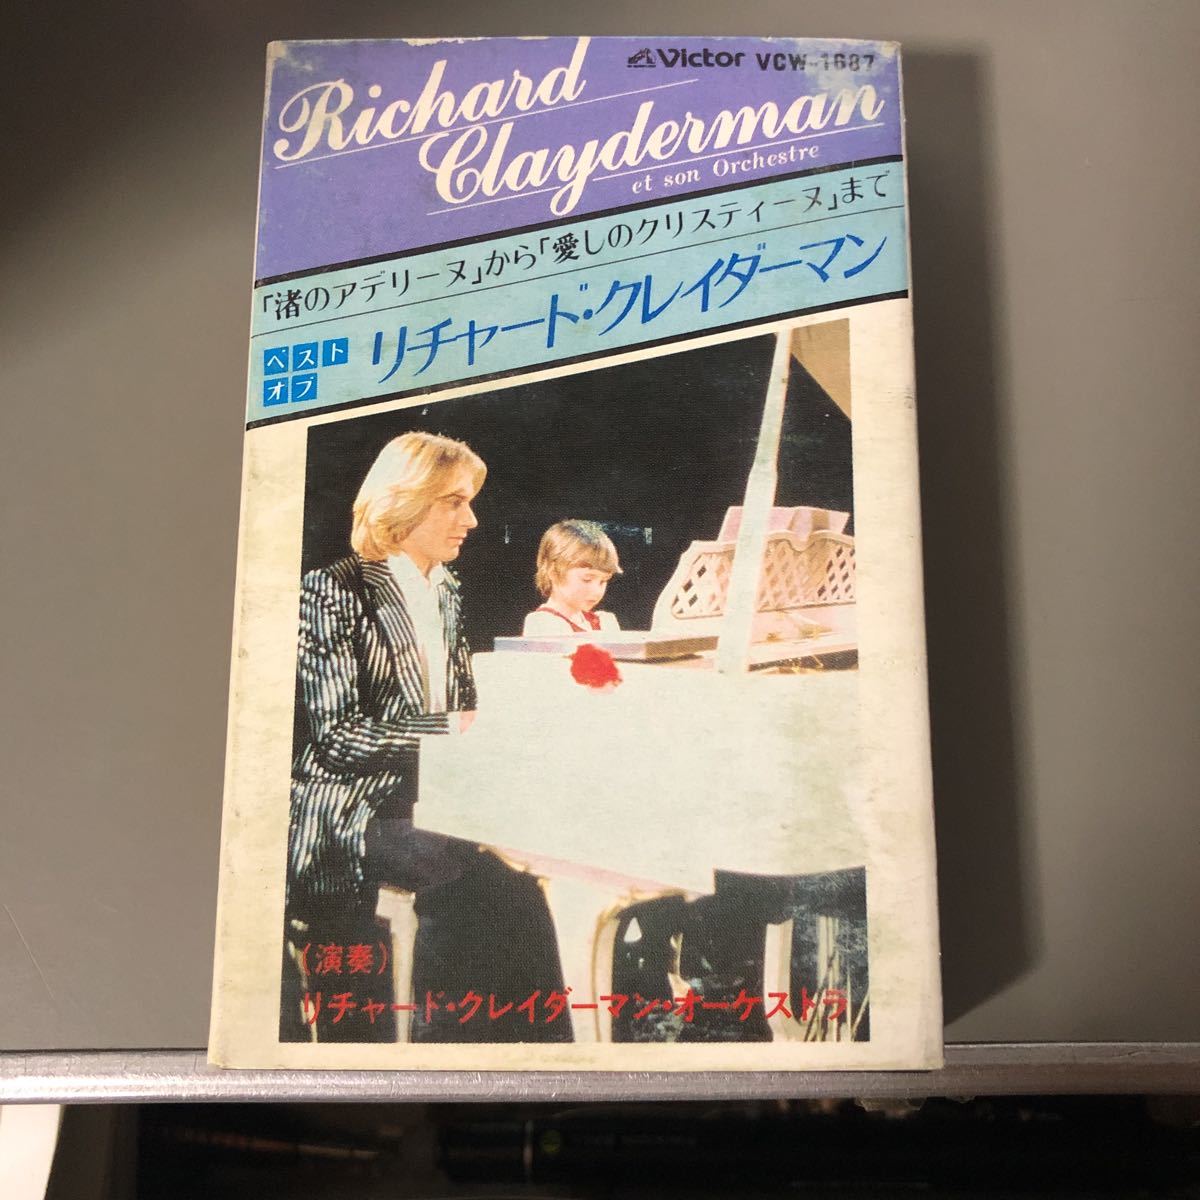 Victor VCW-1687
Richard
Clayderman
et son Orchestre
「渚のアデリーヌ」から「愛しのクリスティーヌ」まで
ベスト
オブ
リチャード・クレイダーマン
(演奏)
リチャード・クレイダーマン・オーケストラ